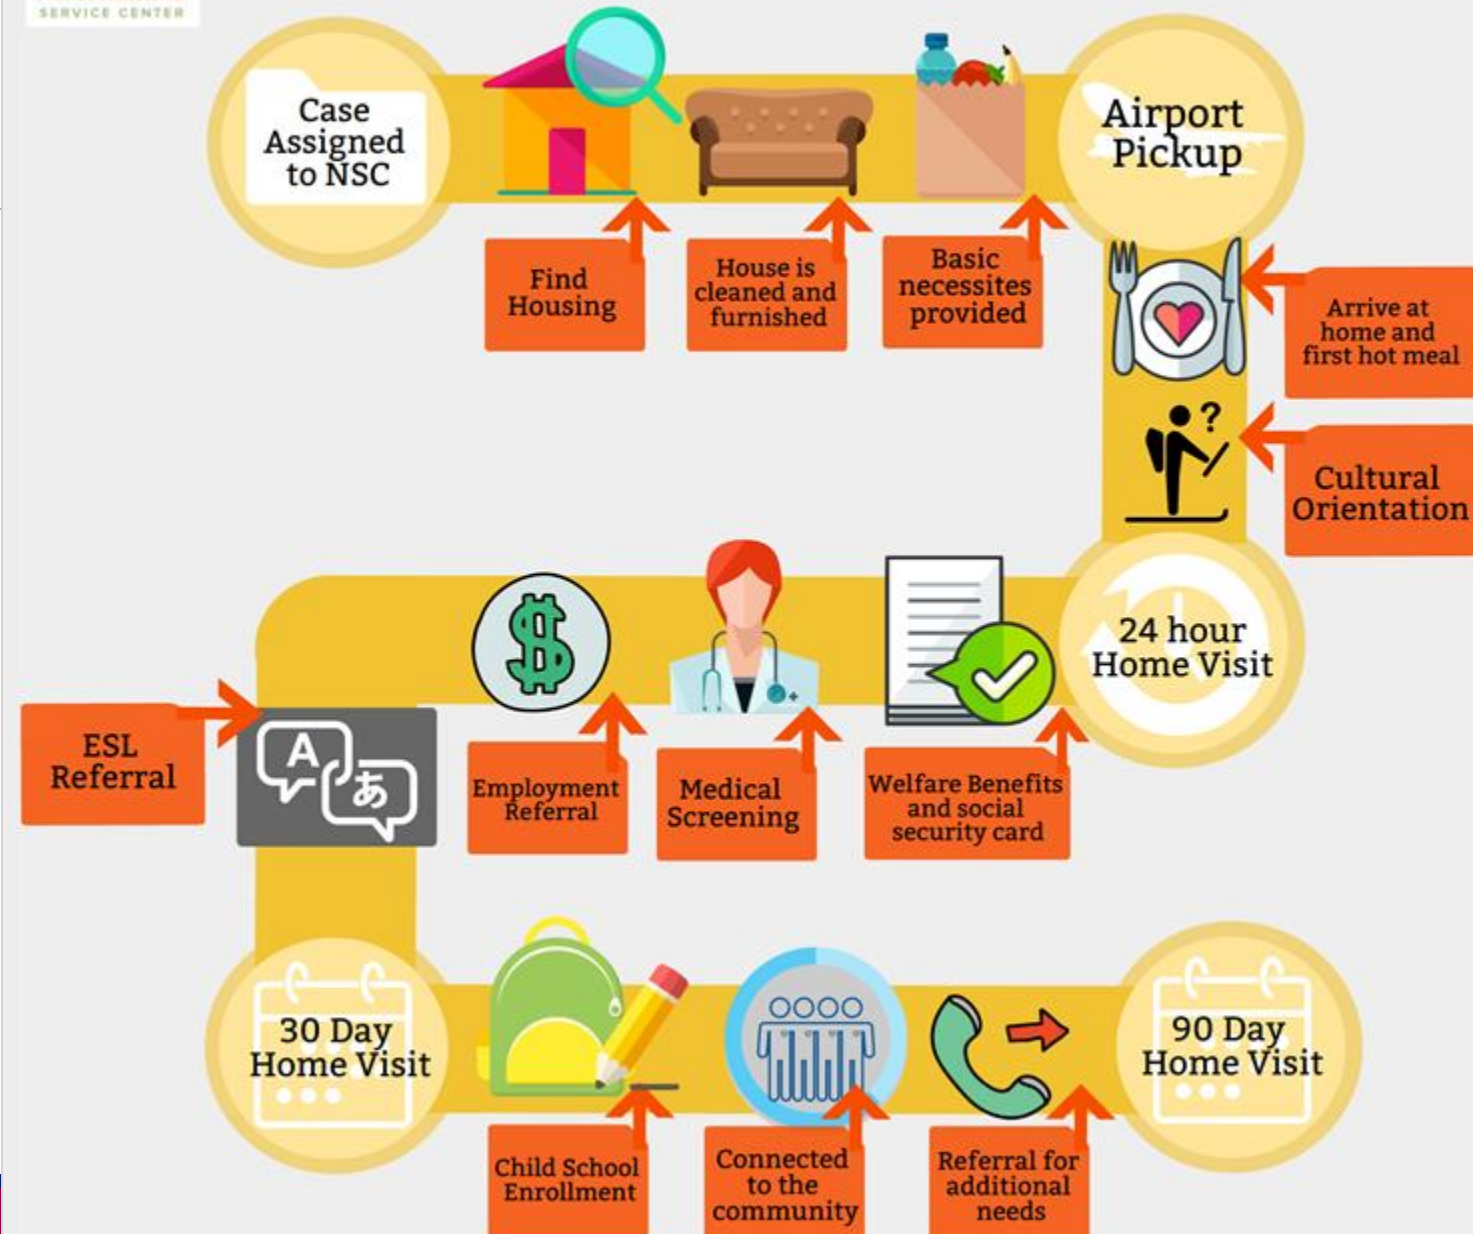 SERVICE CENTER
Case
Assigned
to NSC
Airport
Pickup
Find
Housing
House is
cleaned and
furnished
Basic
necessites
provided
Arrive at
home and
first hot meal
?
Cultural
Orientation
24 hour
Home Visit
$
ESL
Referral
A
あ
Employment
Referral
Medical
Screening
Welfare Benefits
and social
security card
30 Day
Home Visit
90 Day
Home Visit
Child School
Enrollment
Connected
to the
community
Referral for
additional
needs